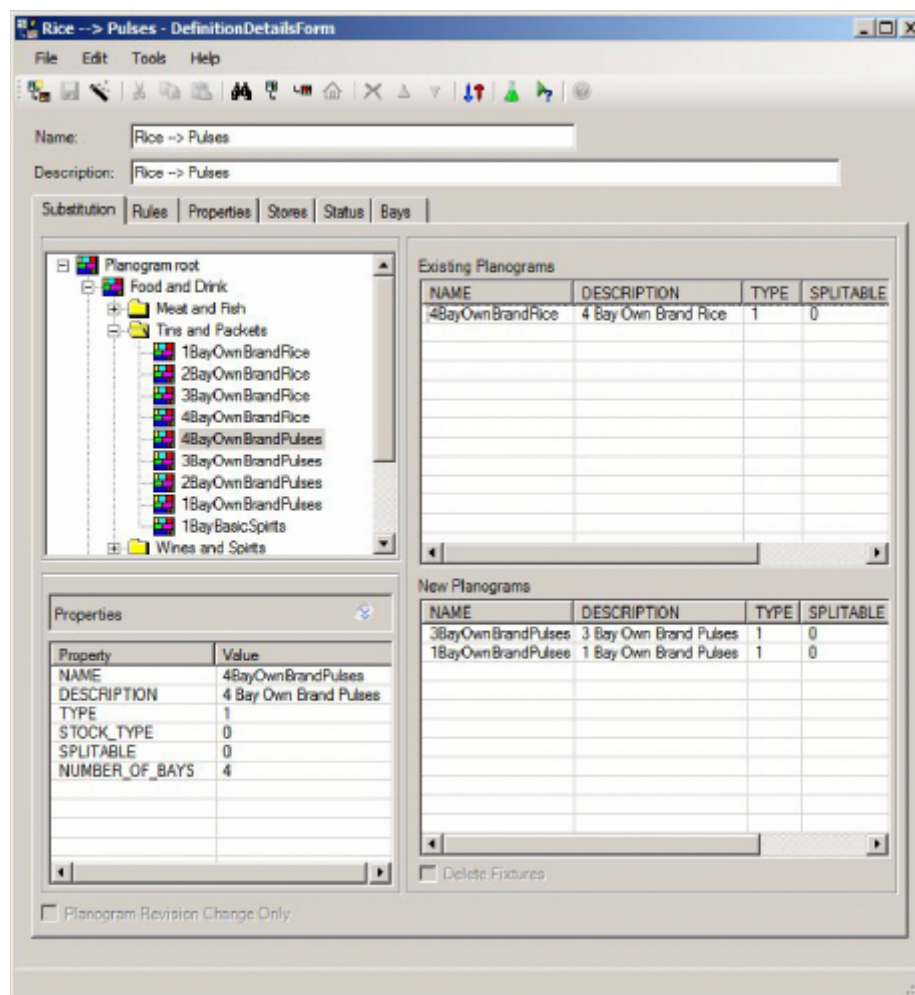 Rice --> Pulses - DefinitionDetailsForm
File Edit Tools Help
Name: Rice --> Pulses
Description: Rice --> Pulses
Substitution Rules Properties Stores Status Bays
Planogram root
Food and Drink
Meat and Fish
Tins and Packets
1BayOwnBrandRice
2BayOwnBrandRice
3BayOwnBrandRice
4BayOwnBrandRice
4BayOwnBrandPulses
3BayOwnBrandPulses
2BayOwnBrandPulses
1BayOwnBrandPulses
1BayBasicSpirits
Wines and Spirits
Existing Planograms
NAME DESCRIPTION TYPE SPLITABLE
4BayOwnBrandRice 4 Bay Own Brand Rice 1 0
Properties
Property Value
NAME 4BayOwnBrandPulses
DESCRIPTION 4 Bay Own Brand Pulses
TYPE 1
STOCK_TYPE 0
SPLITABLE 0
NUMBER_OF_BAYS 4
New Planograms
NAME DESCRIPTION TYPE SPLITABLE
3BayOwnBrandPulses 3 Bay Own Brand Pulses 1 0
1BayOwnBrandPulses 1 Bay Own Brand Pulses 1 0
Delete Fixtures
Planogram Revision Change Only